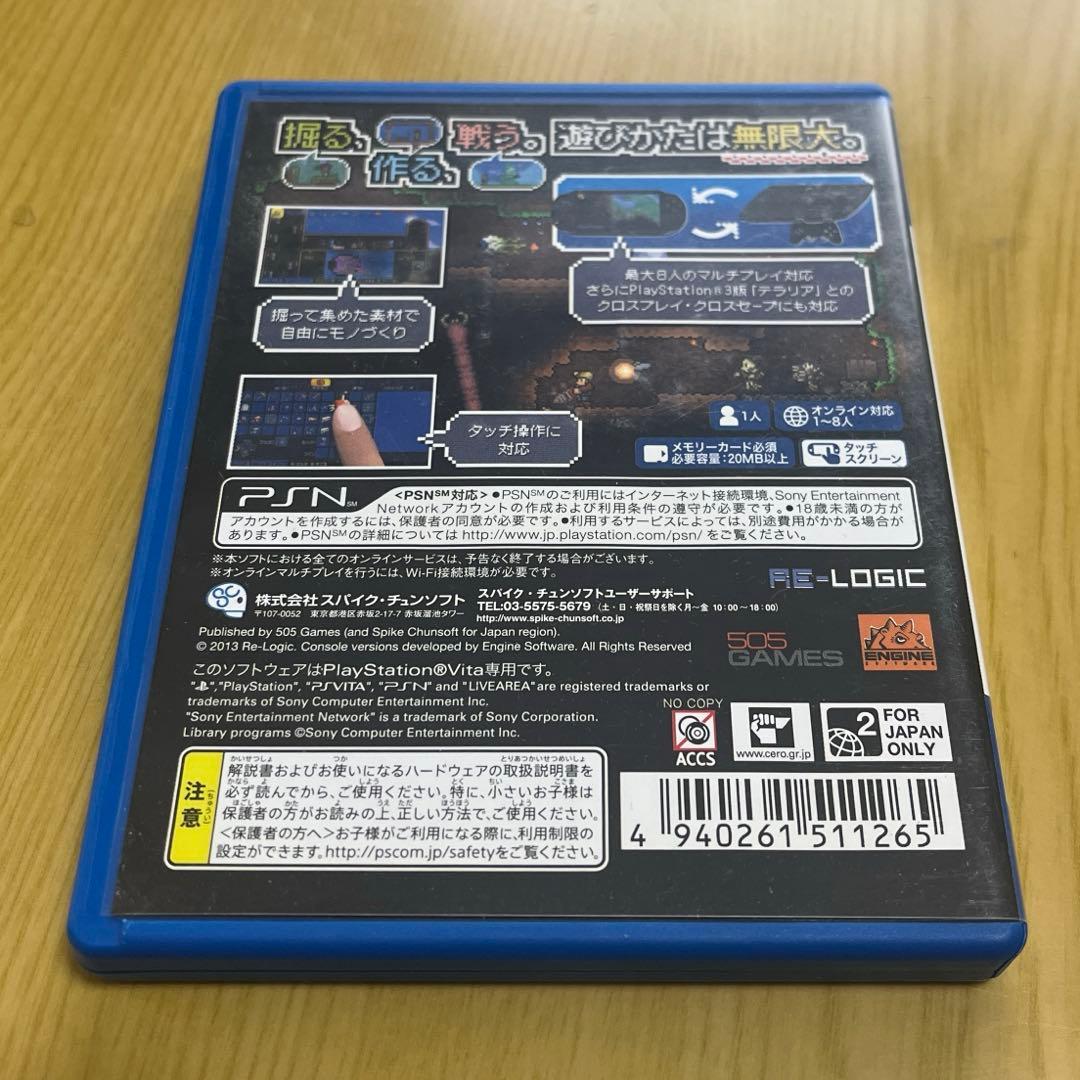 掘る、作る、戦う。遊びかたは無限大。
最大8人のマルチプレイ対応
さらにPlayStation®3版「テラリア」との
クロスプレイ・クロスセーブにも対応
掘って集めた素材で
自由にモノづくり
タッチ操作に
対応
1人
オンライン対応
1~8人
メモリーカード必須
必要容量:20MB以上
タッチ
スクリーン
PSN℠ <PSN℠対応> ●PSN℠のご利用にはインターネット接続環境、Sony Entertainment
Networkアカウントの作成および利用条件の遵守が必要です。●18歳未満の方が
アカウントを作成するには、保護者の同意が必要です。●利用するサービスによっては、別途費用がかかる場合が
あります。●PSN℠の詳細については http://www.jp.playstation.com/psn/ をご覧ください。
※本ソフトにおける全てのオンラインサービスは、予告なく終了する場合がございます。
※オンラインマルチプレイを行うには、Wi-Fi接続環境が必要です。
RE-LOGIC
SC
株式会社スパイク・チュンソフト
〒107-0052 東京都港区赤坂2-17-7 赤坂溜池タワー
スパイク・チュンソフトユーザーサポート
TEL:03-5575-5679 (土・日・祝祭日を除く月~金 10:00~18:00)
http://www.spike-chunsoft.co.jp
Published by 505 Games (and Spike Chunsoft for Japan region).
© 2013 Re-Logic. Console versions developed by Engine Software. All Rights Reserved
505
GAMES
ENGINE
SOFTWARE
このソフトウェアはPlayStation®Vita専用です。
"PS", "PlayStation", "PSVITA", "PSN" and "LIVEAREA" are registered trademarks or
trademarks of Sony Computer Entertainment Inc.
"Sony Entertainment Network" is a trademark of Sony Corporation.
Library programs ©Sony Computer Entertainment Inc.
NO COPY
ACCS
www.cero.gr.jp
2
FOR
JAPAN
ONLY
注意(ちゅうい)
解説書およびお使いになるハードウェアの取扱説明書を
必ず読んでから、ご使用ください。特に、小さいお子様は
保護者の方がお読みの上、正しい方法で、ご使用ください。
<保護者の方へ>お子様がご利用になる際に、利用制限の
設定ができます。http://pscom.jp/safetyをご覧ください。
4 940261 511265